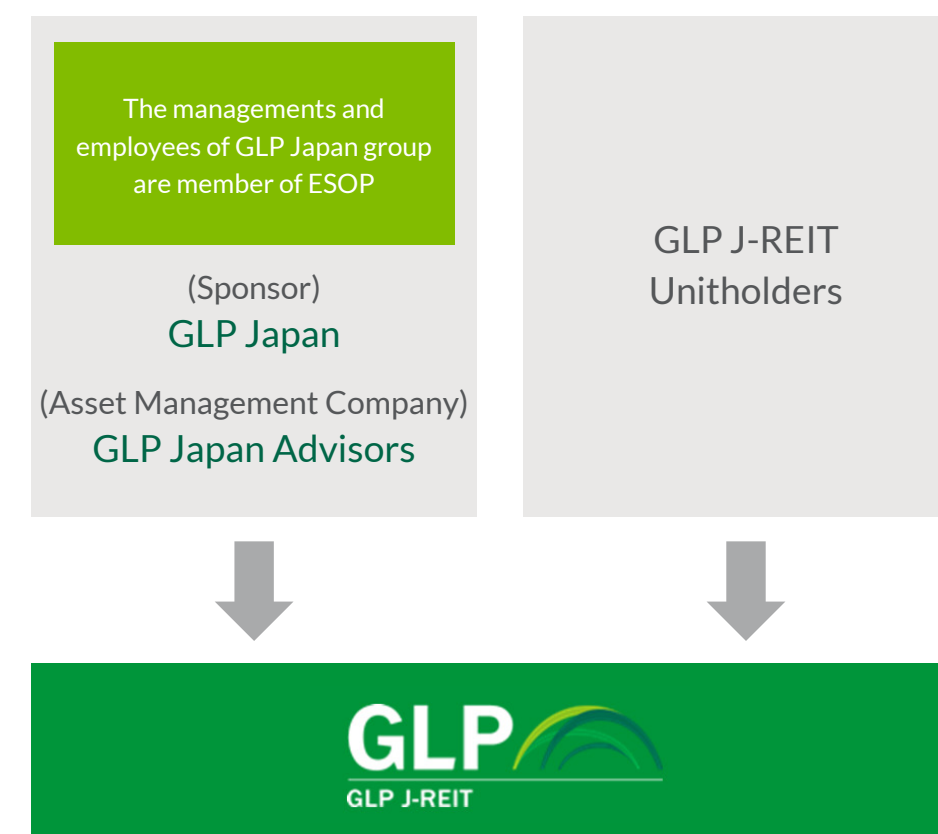 The managements and
employees of GLP Japan group
are member of ESOP
(Sponsor)
GLP Japan
(Asset Management Company)
GLP Japan Advisors
GLP J-REIT
Unitholders
GLP
GLP J-REIT